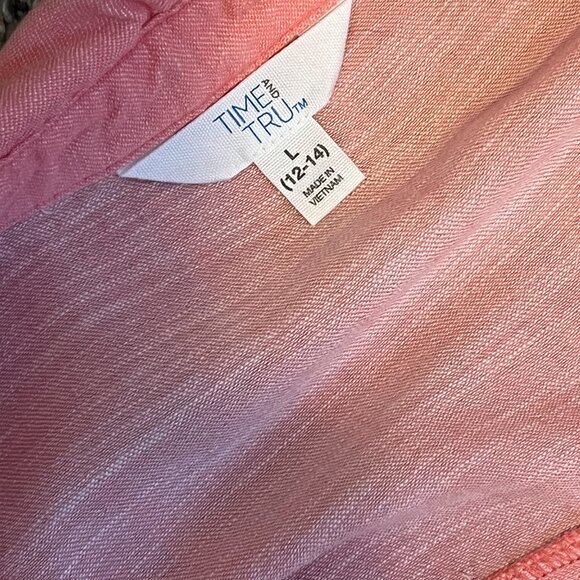 TIME AND
TRU™
L
(12-14)
MADE IN
VIETNAM